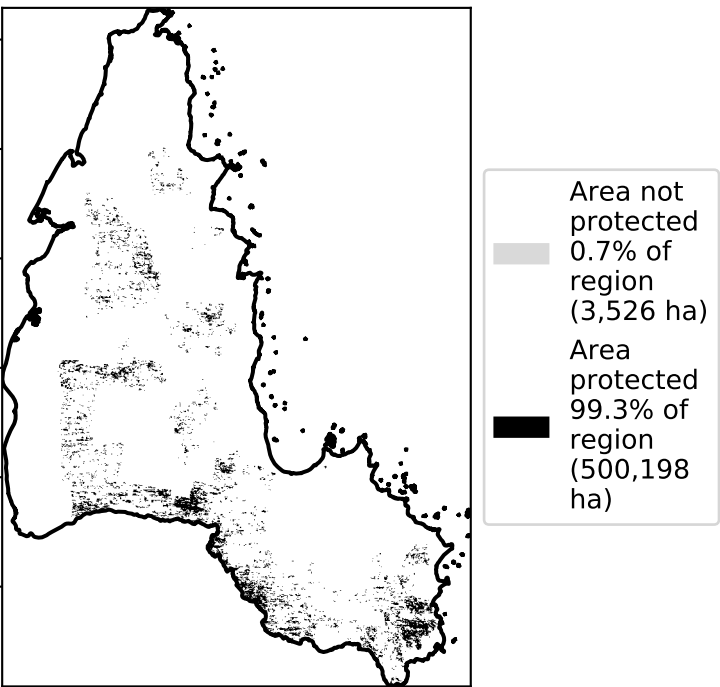 Area not
protected
0.7% of
region
(3,526 ha)
Area
protected
99.3% of
region
(500,198
ha)